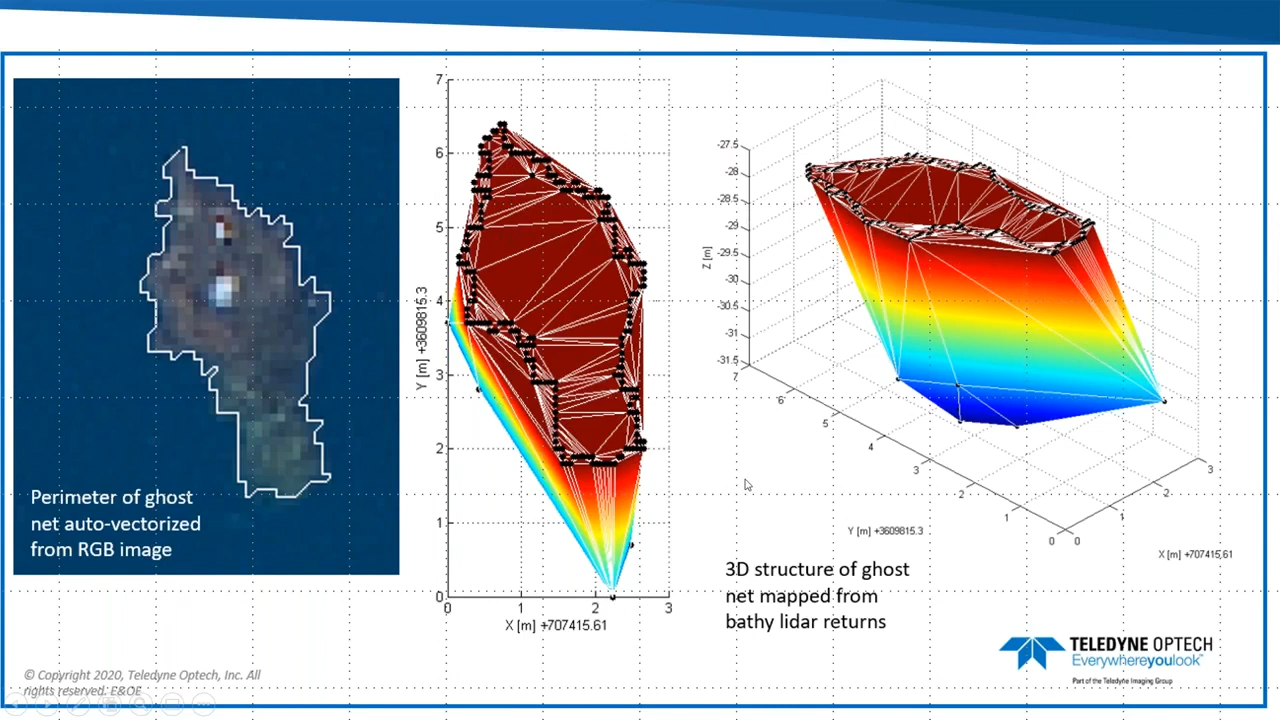 Perimeter of ghost
net auto-vectorized
from RGB image
7
6
5
4
3
2
1
0
Y [m] +3609815.3
0
1
2
3
X [m] +707415.61
-27.5
-28
-28.5
-29
-29.5
-30
-30.5
-31
-31.5
Z [m]
7
6
5
4
3
2
1
0
Y [m] +3609815.3
0
1
2
3
X [m] +707415.61
3D structure of ghost
net mapped from
bathy lidar returns
TELEDYNE OPTECH
Everywhereyoulook™
Part of the Teledyne Imaging Group
© Copyright 2020, Teledyne Optech, Inc. All
rights reserved. E&OE